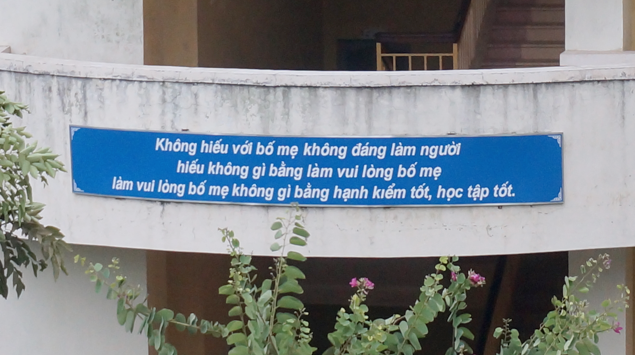 Không hiếu với bố mẹ không đáng làm người
hiếu không gì bằng làm vui lòng bố mẹ
làm vui lòng bố mẹ không gì bằng hạnh kiểm tốt, học tập tốt.